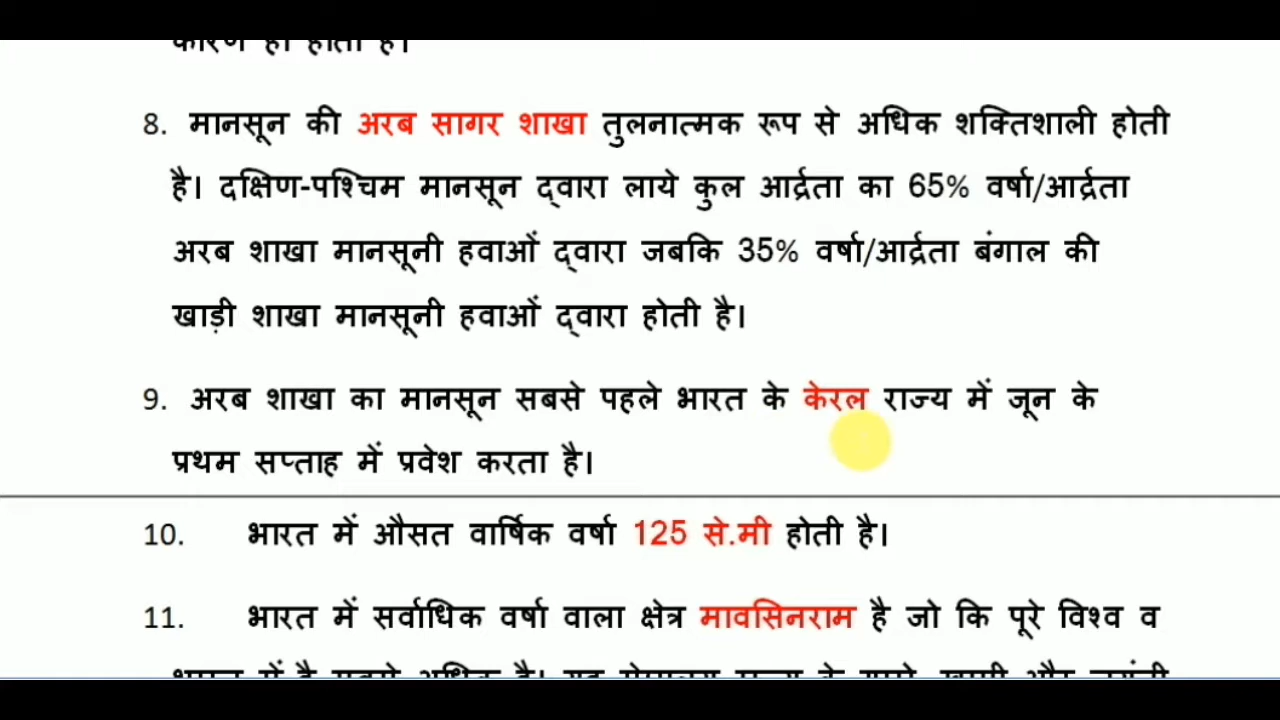 कारण ही होता है।
8. मानसून की अरब सागर शाखा तुलनात्मक रूप से अधिक शक्तिशाली होती
है। दक्षिण-पश्चिम मानसून द्वारा लाये कुल आर्द्रता का 65% वर्षा/आर्द्रता
अरब शाखा मानसूनी हवाओं द्वारा जबकि 35% वर्षा/आर्द्रता बंगाल की
खाड़ी शाखा मानसूनी हवाओं द्वारा होती है।
9. अरब शाखा का मानसून सबसे पहले भारत के केरल राज्य में जून के
प्रथम सप्ताह में प्रवेश करता है।
10. भारत में औसत वार्षिक वर्षा 125 से.मी होती है।
11. भारत में सर्वाधिक वर्षा वाला क्षेत्र मावसिनराम है जो कि पूरे विश्व व